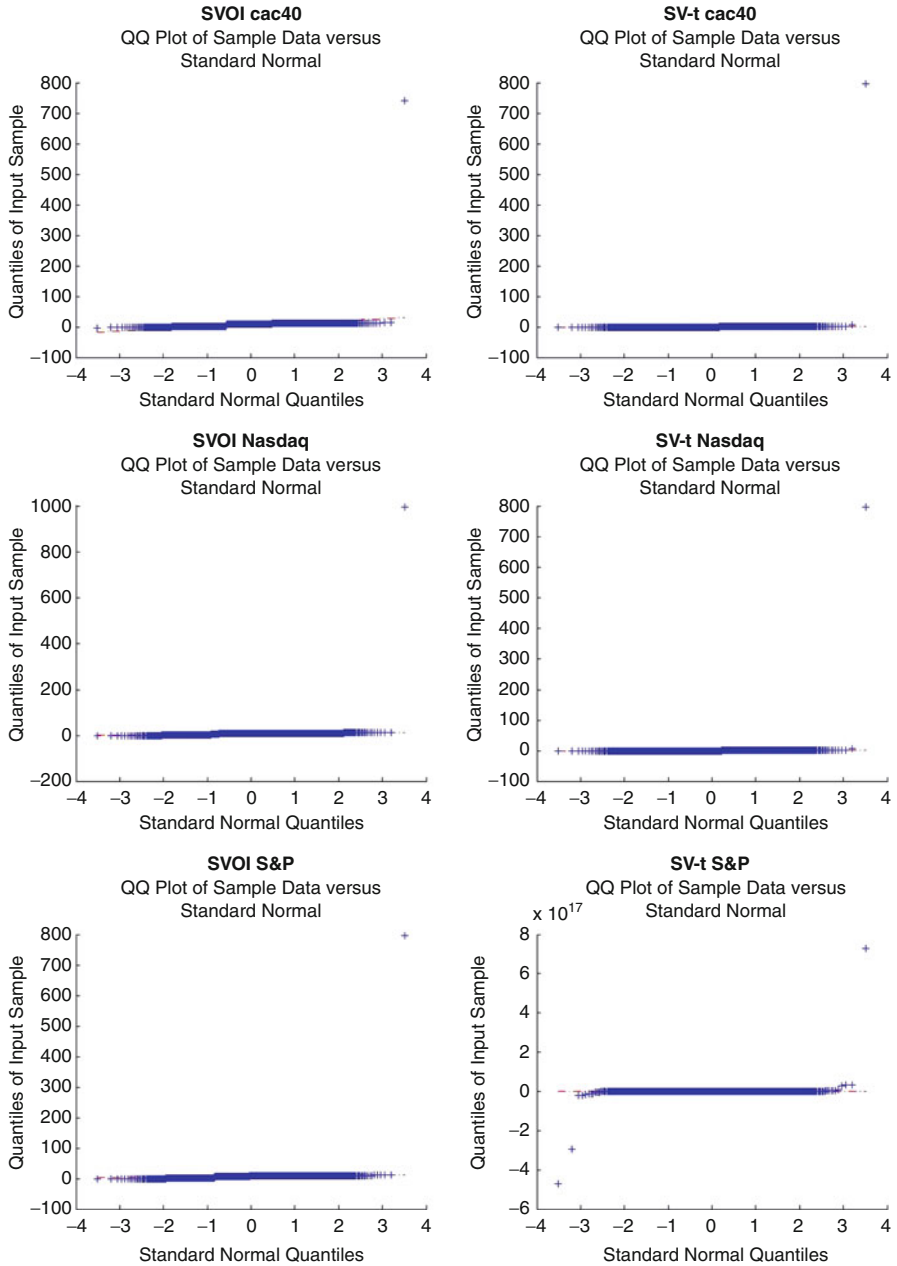 SVOI cac40
QQ Plot of Sample Data versus
Standard Normal
800
700
600
500
400
300
200
100
0
−100
−4 −3 −2 −1 0 1 2 3 4
Quantiles of Input Sample
Standard Normal Quantiles
SV-t cac40
QQ Plot of Sample Data versus
Standard Normal
800
700
600
500
400
300
200
100
0
−100
−4 −3 −2 −1 0 1 2 3 4
Quantiles of Input Sample
Standard Normal Quantiles
SVOI Nasdaq
QQ Plot of Sample Data versus
Standard Normal
1000
800
600
400
200
0
−200
−4 −3 −2 −1 0 1 2 3 4
Quantiles of Input Sample
Standard Normal Quantiles
SV-t Nasdaq
QQ Plot of Sample Data versus
Standard Normal
800
700
600
500
400
300
200
100
0
−100
−4 −3 −2 −1 0 1 2 3 4
Quantiles of Input Sample
Standard Normal Quantiles
SVOI S&P
QQ Plot of Sample Data versus
Standard Normal
800
700
600
500
400
300
200
100
0
−100
−4 −3 −2 −1 0 1 2 3 4
Quantiles of Input Sample
Standard Normal Quantiles
SV-t S&P
QQ Plot of Sample Data versus
Standard Normal
x 10^17
8
6
4
2
0
−2
−4
−6
−4 −3 −2 −1 0 1 2 3 4
Quantiles of Input Sample
Standard Normal Quantiles